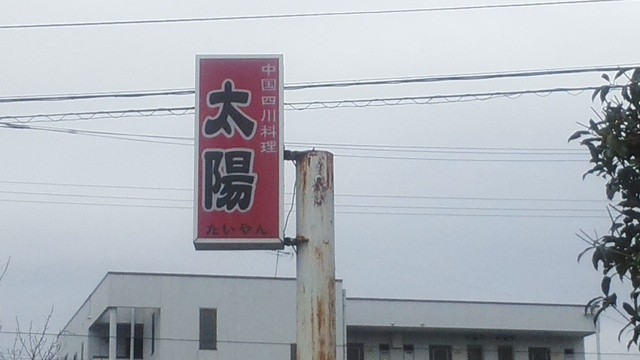 中国四川料理
太陽
たいやん